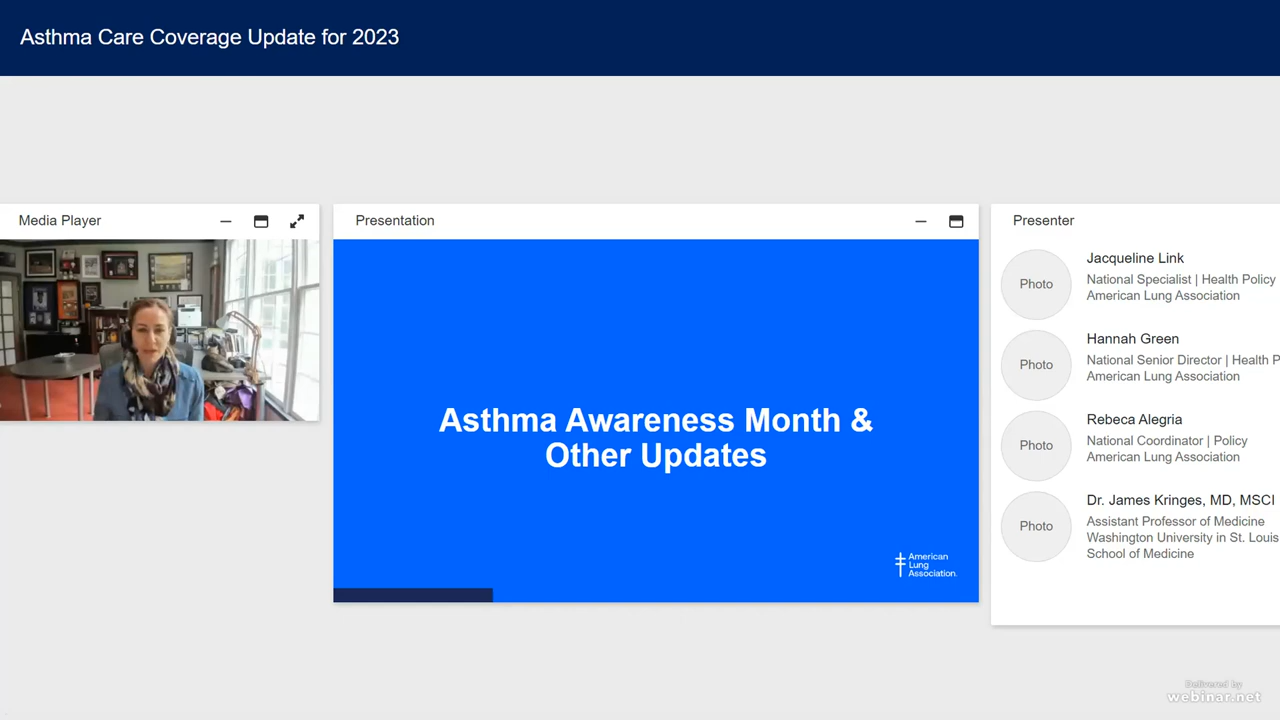 Asthma Care Coverage Update for 2023
Media Player
Presentation
Asthma Awareness Month &
Other Updates
American
Lung
Association.
Presenter
Photo
Jacqueline Link
National Specialist | Health Policy
American Lung Association
Photo
Hannah Green
National Senior Director | Health P
American Lung Association
Photo
Rebeca Alegria
National Coordinator | Policy
American Lung Association
Photo
Dr. James Kringes, MD, MSCI
Assistant Professor of Medicine
Washington University in St. Louis
School of Medicine
Delivered by
webinar.net